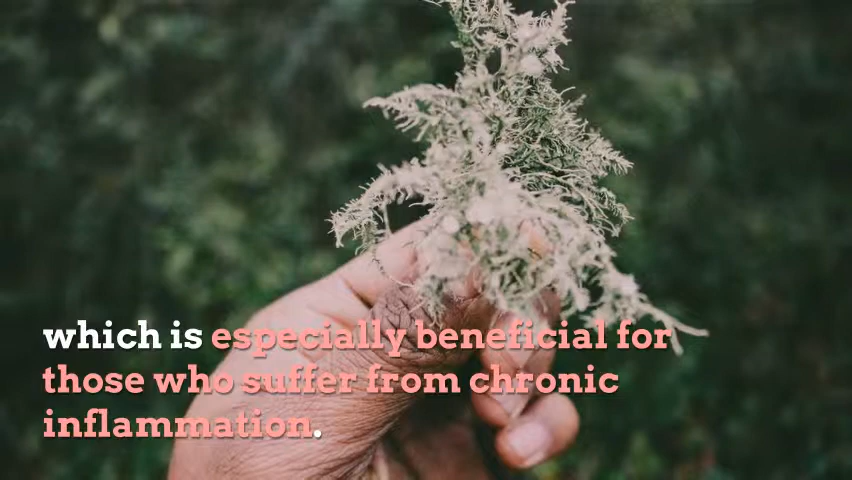 which is especially beneficial for
those who suffer from chronic
inflammation.